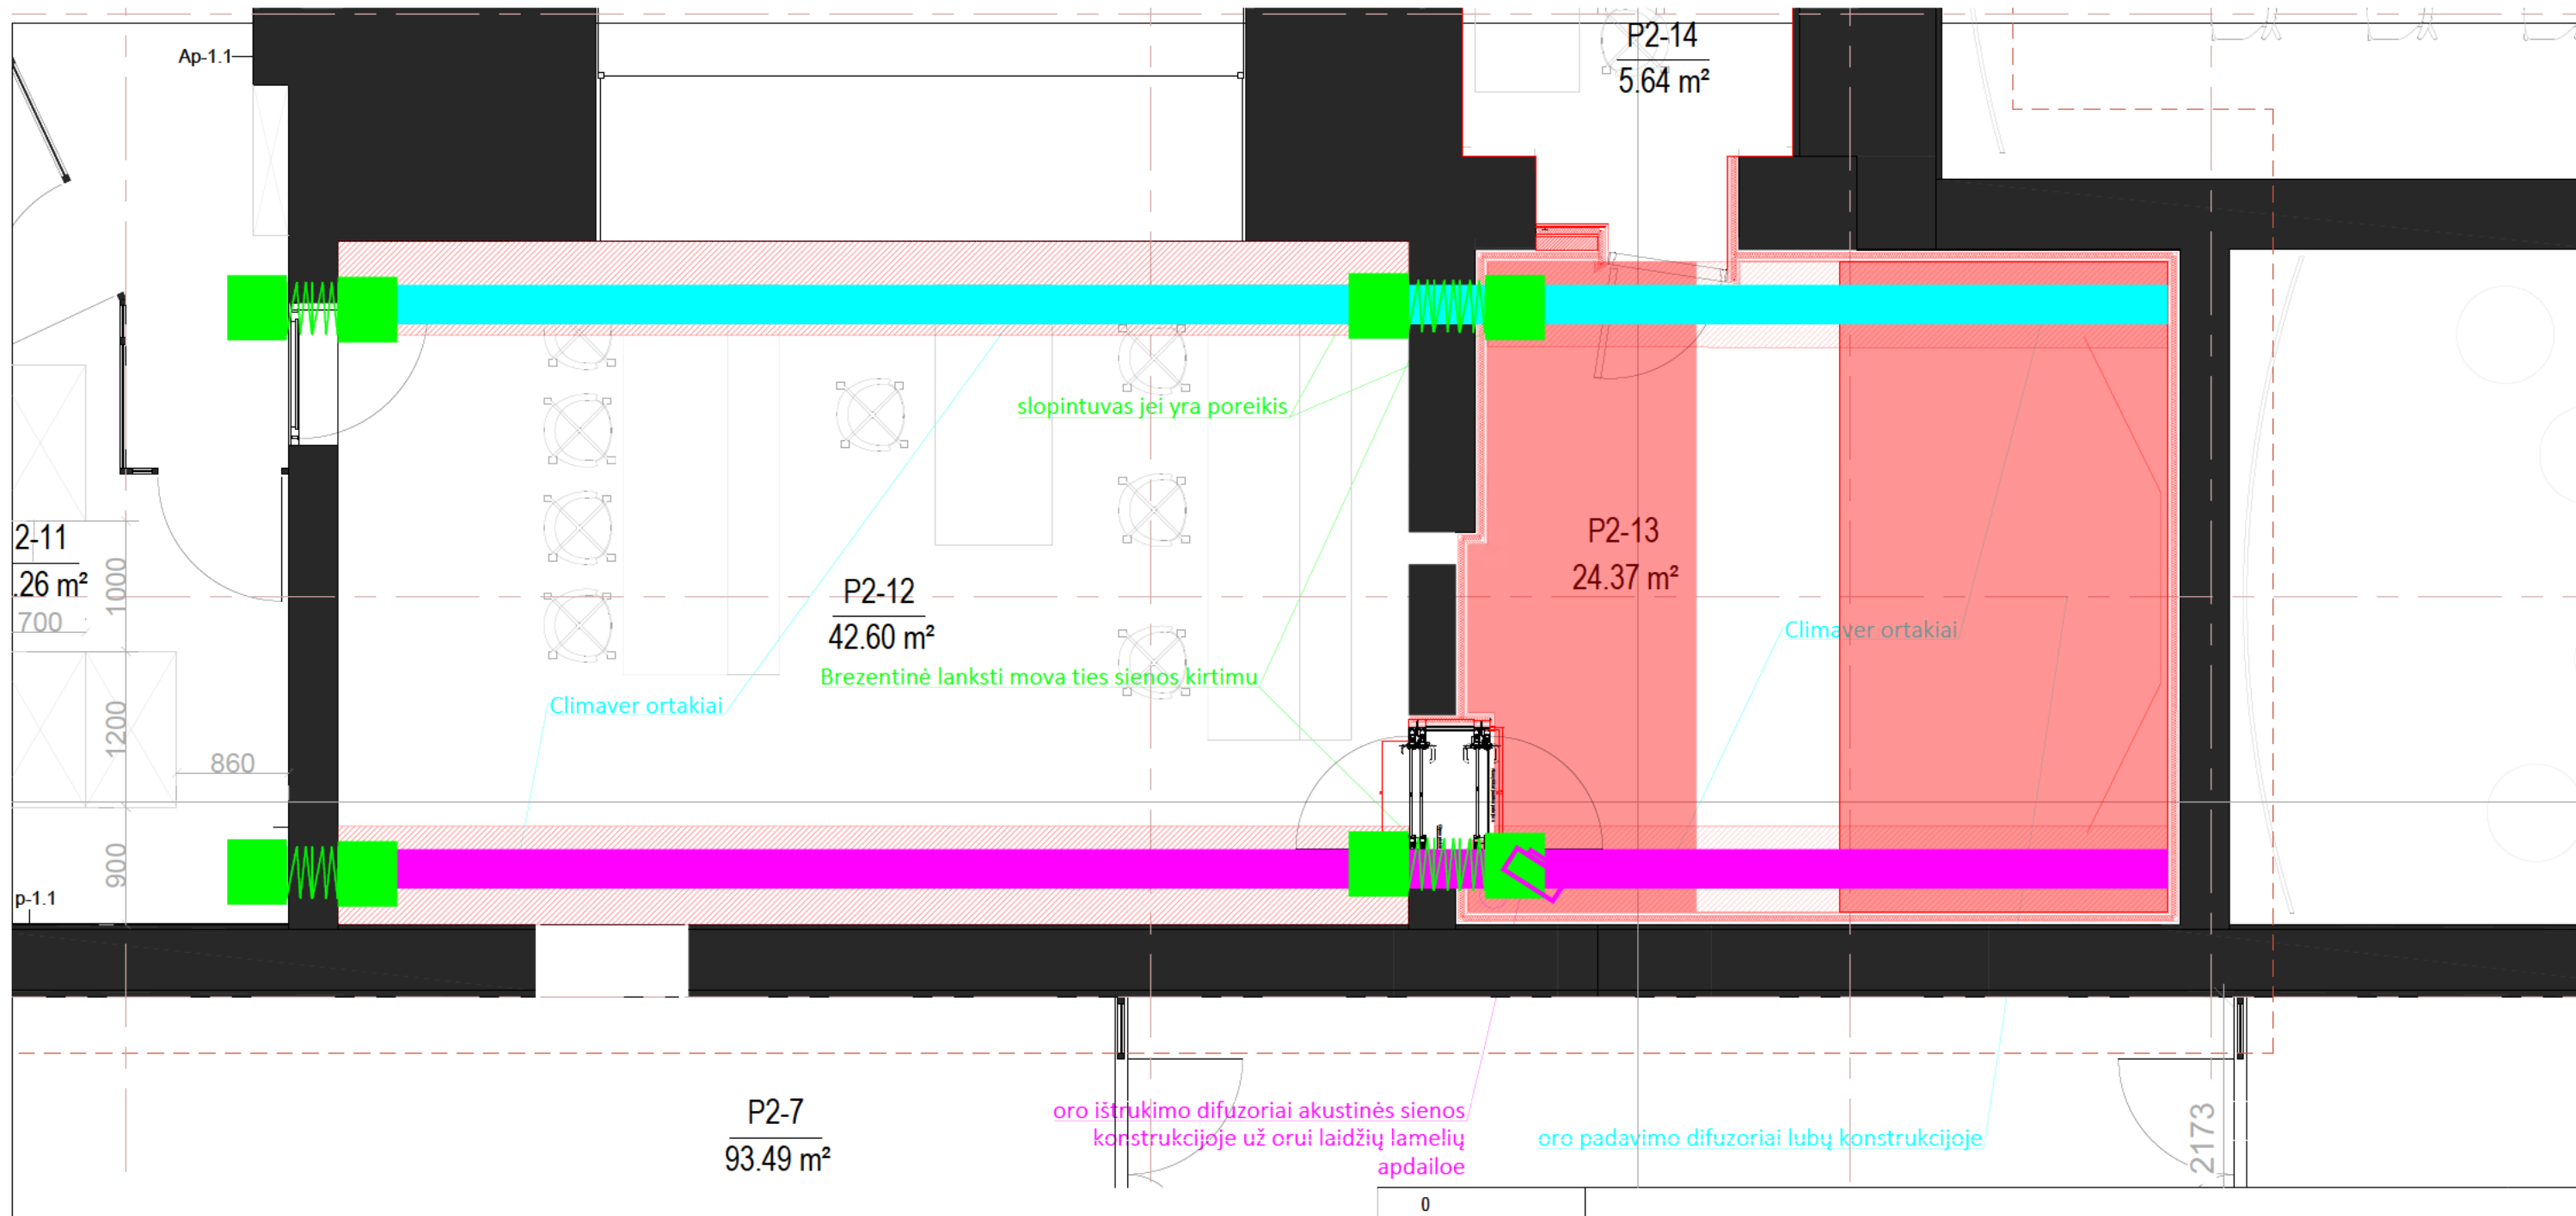 P2-14
5.64 m²
Ap-1.1
slopintuvas jei yra poreikis
2-11
.26 m²
1000
700
P2-12
42.60 m²
P2-13
24.37 m²
Climaver ortakiai
Brezentinė lanksti mova ties sienos kirtimu
Climaver ortakiai
1200
860
900
p-1.1
P2-7
93.49 m²
oro ištrukimo difuzoriai akustinės sienos
konstrukcijoje už orui laidžių lamelių
apdailoe
oro padavimo difuzoriai lubų konstrukcijoje
2173
0